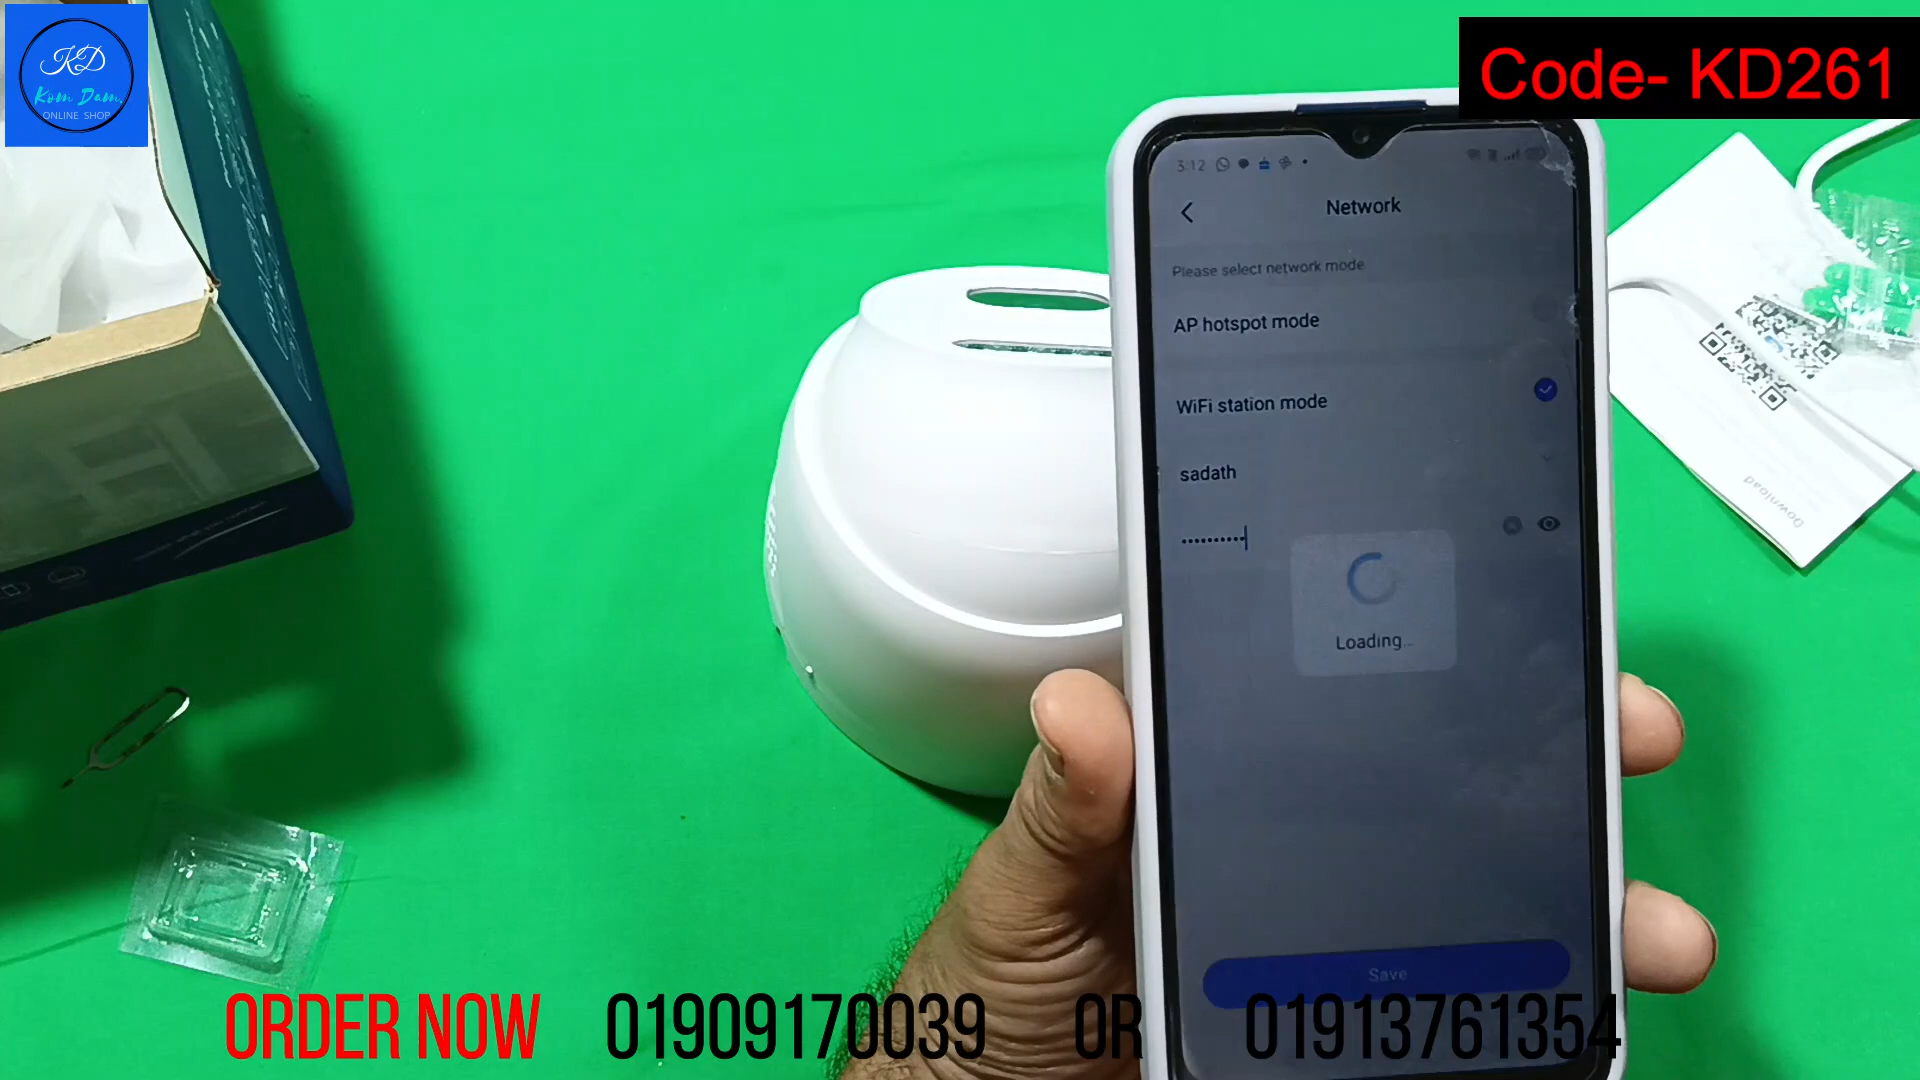 KD
Kom Dam.
ONLINE SHOP
Code- KD261
3:12
Network
Please select network mode
AP hotspot mode
WiFi station mode
sadath
Loading...
Save
Download
ORDER NOW 01909170039 OR 01913761354